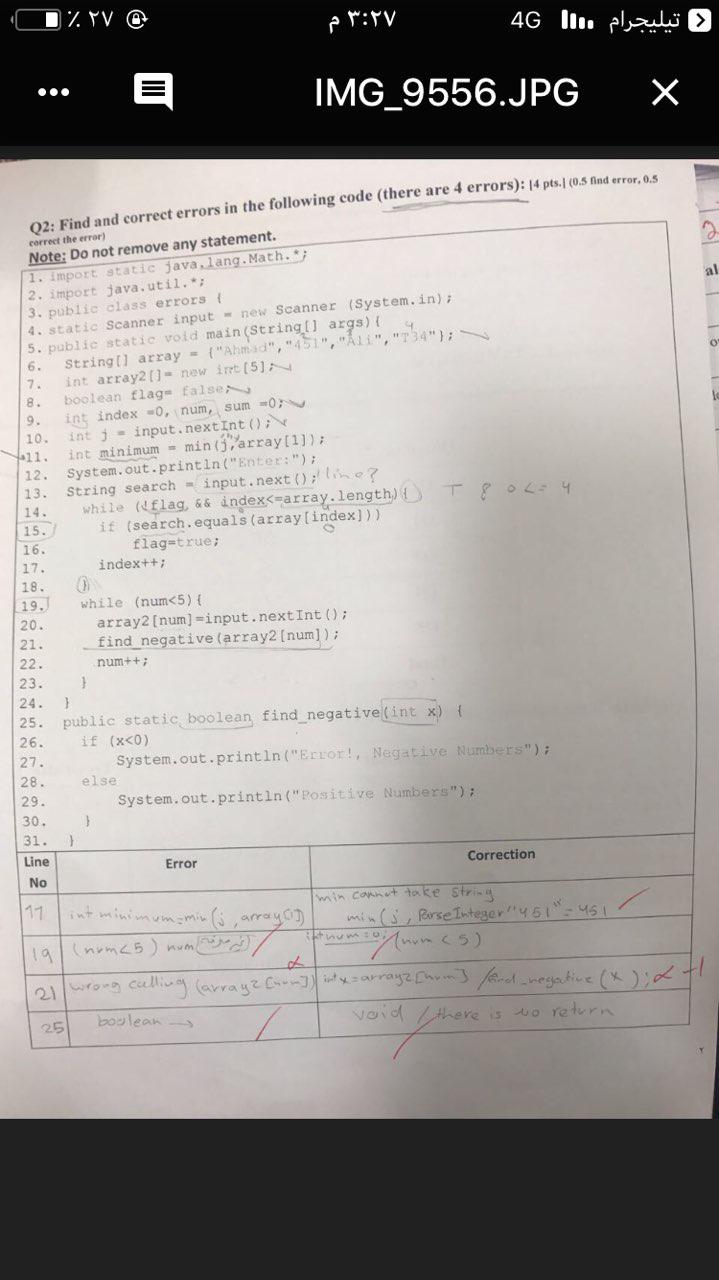 ٪ ٢٧ ٣:٢٧ م 4G تيليجرام
IMG_9556.JPG
Q2: Find and correct errors in the following code (there are 4 errors): [4 pts.] (0.5 find error, 0.5
correct the error)
Note: Do not remove any statement.
1. import static java.lang.Math.*;
2. import java.util.*;
3. public class errors {
4. static Scanner input = new Scanner (System.in);
5. public static void main(String[] args) {
6. String[] array = {"Ahmad","451","Ali","T34"};
7. int array2[]= new int[5];
8. boolean flag= false;
9. int index =0, num, sum =0;
10. int j = input.nextInt();
11. int minimum = min(j,array[1]);
12. System.out.println("Enter:");
13. String search = input.next(); line?
14. while (!flag && index<=array.length) { T & 0 <= 4
15. if (search.equals(array[index]))
16. flag=true;
17. index++;
18. }
19. while (num<5) {
20. array2[num]=input.nextInt();
21. find_negative(array2[num]);
22. num++;
23. }
24. }
25. public static boolean find_negative(int x) {
26. if (x<0)
27. System.out.println("Error!, Negative Numbers");
28. else
29. System.out.println("Positive Numbers");
30. }
31. }
Line No Error Correction
min cannot take String
11 int minimum=min(j, array[1]) min(j, ParseInteger"451"=451
19 (num<5) num int num=0; (num < 5)
21 wrong calling (array2[num]) int x=array2[num] find_negative(x); -1
25 boolean → void / there is no return
٢